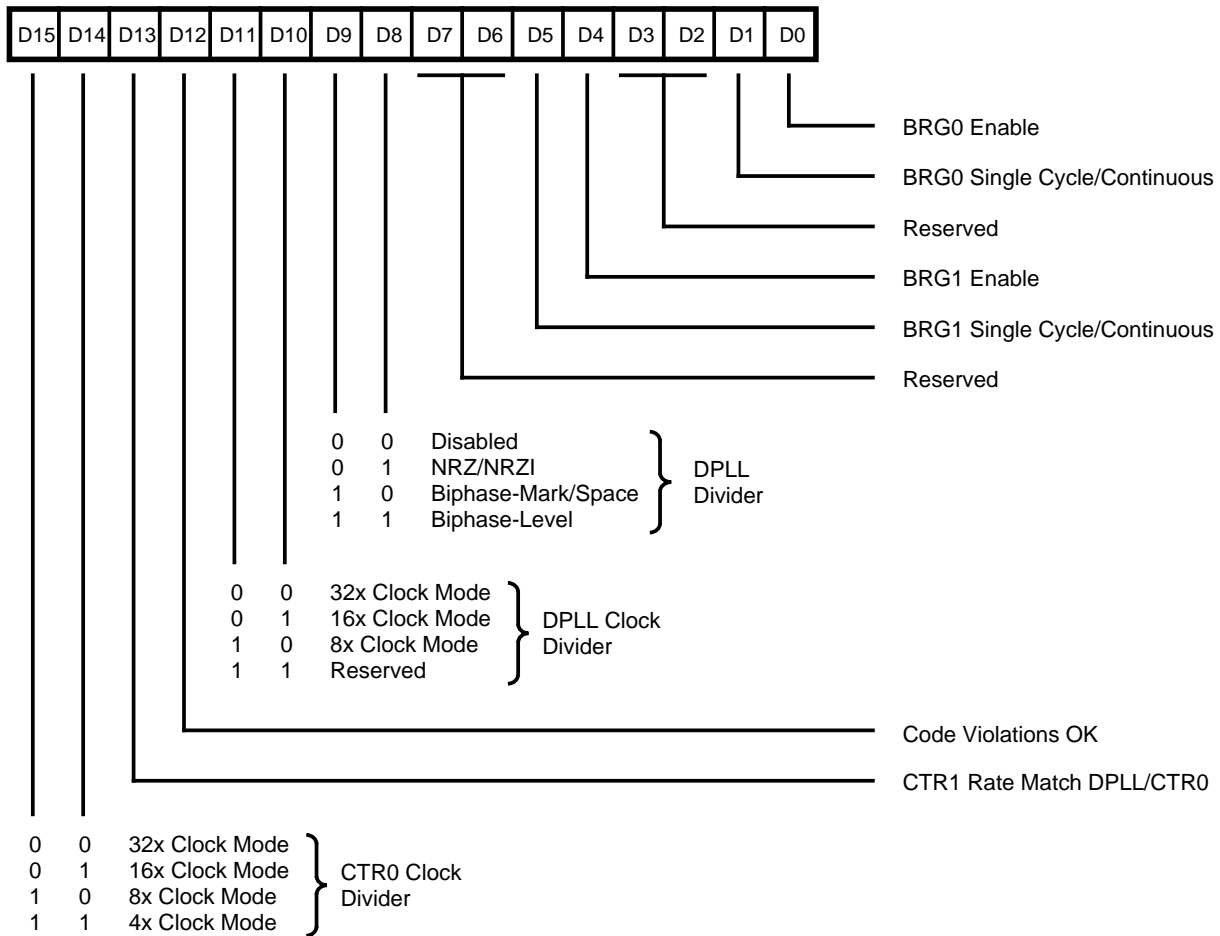 D15 D14 D13 D12 D11 D10 D9 D8 D7 D6 D5 D4 D3 D2 D1 D0
BRG0 Enable
BRG0 Single Cycle/Continuous
Reserved
BRG1 Enable
BRG1 Single Cycle/Continuous
Reserved
0 0 Disabled
0 1 NRZ/NRZI
1 0 Biphase-Mark/Space
1 1 Biphase-Level
DPLL
Divider
0 0 32x Clock Mode
0 1 16x Clock Mode
1 0 8x Clock Mode
1 1 Reserved
DPLL Clock
Divider
Code Violations OK
CTR1 Rate Match DPLL/CTR0
0 0 32x Clock Mode
0 1 16x Clock Mode
1 0 8x Clock Mode
1 1 4x Clock Mode
CTR0 Clock
Divider